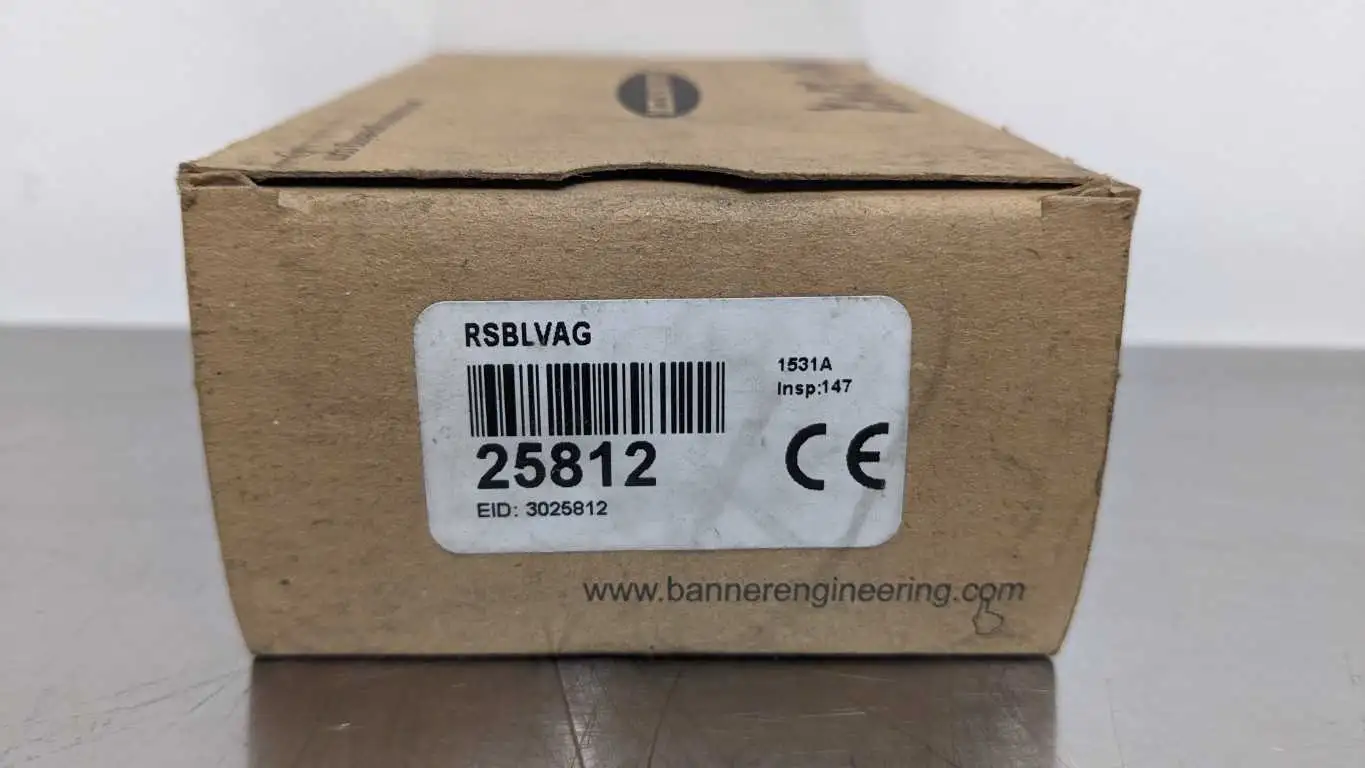 RSBLVAG
1531A
Insp:147
25812
CE
EID: 3025812
www.bannerengineering.com